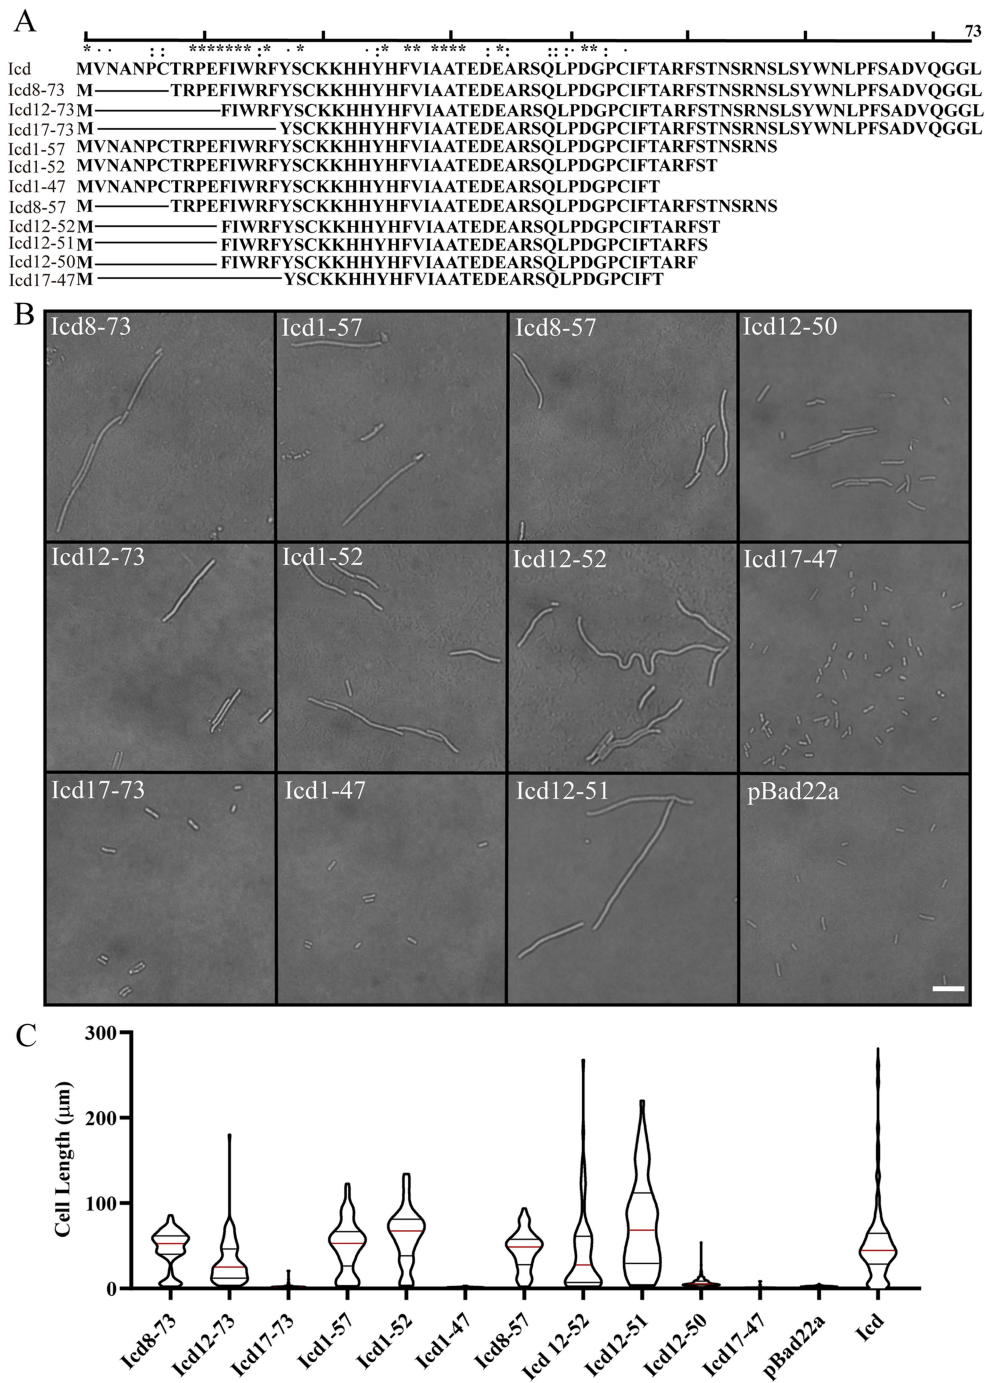 A
73
* . . : : * * * * * * * * : * . * . : * * * * * * * : * : : : : : * * : .
Icd MVNANPCTRPEFIWRFYSCKKHHYHFVIAATEDEARSQLPDGPCIFTARFSTNSRNSLSYWNLPFSADVQGGL
Icd8-73 M TRPEFIWRFYSCKKHHYHFVIAATEDEARSQLPDGPCIFTARFSTNSRNSLSYWNLPFSADVQGGL
Icd12-73 M FIWRFYSCKKHHYHFVIAATEDEARSQLPDGPCIFTARFSTNSRNSLSYWNLPFSADVQGGL
Icd17-73 M YSCKKHHYHFVIAATEDEARSQLPDGPCIFTARFSTNSRNSLSYWNLPFSADVQGGL
Icd1-57 MVNANPCTRPEFIWRFYSCKKHHYHFVIAATEDEARSQLPDGPCIFTARFSTNSRNS
Icd1-52 MVNANPCTRPEFIWRFYSCKKHHYHFVIAATEDEARSQLPDGPCIFTARFST
Icd1-47 MVNANPCTRPEFIWRFYSCKKHHYHFVIAATEDEARSQLPDGPCIFT
Icd8-57 M TRPEFIWRFYSCKKHHYHFVIAATEDEARSQLPDGPCIFTARFSTNSRNS
Icd12-52 M FIWRFYSCKKHHYHFVIAATEDEARSQLPDGPCIFTARFST
Icd12-51 M FIWRFYSCKKHHYHFVIAATEDEARSQLPDGPCIFTARFS
Icd12-50 M FIWRFYSCKKHHYHFVIAATEDEARSQLPDGPCIFTARF
Icd17-47 M YSCKKHHYHFVIAATEDEARSQLPDGPCIFT
B
Icd8-73 Icd1-57 Icd8-57 Icd12-50
Icd12-73 Icd1-52 Icd12-52 Icd17-47
Icd17-73 Icd1-47 Icd12-51 pBad22a
C
Cell Length (μm)
300
200
100
0
Icd8-73 Icd12-73 Icd17-73 Icd1-57 Icd1-52 Icd1-47 Icd8-57 Icd 12-52 Icd12-51 Icd12-50 Icd17-47 pBad22a Icd